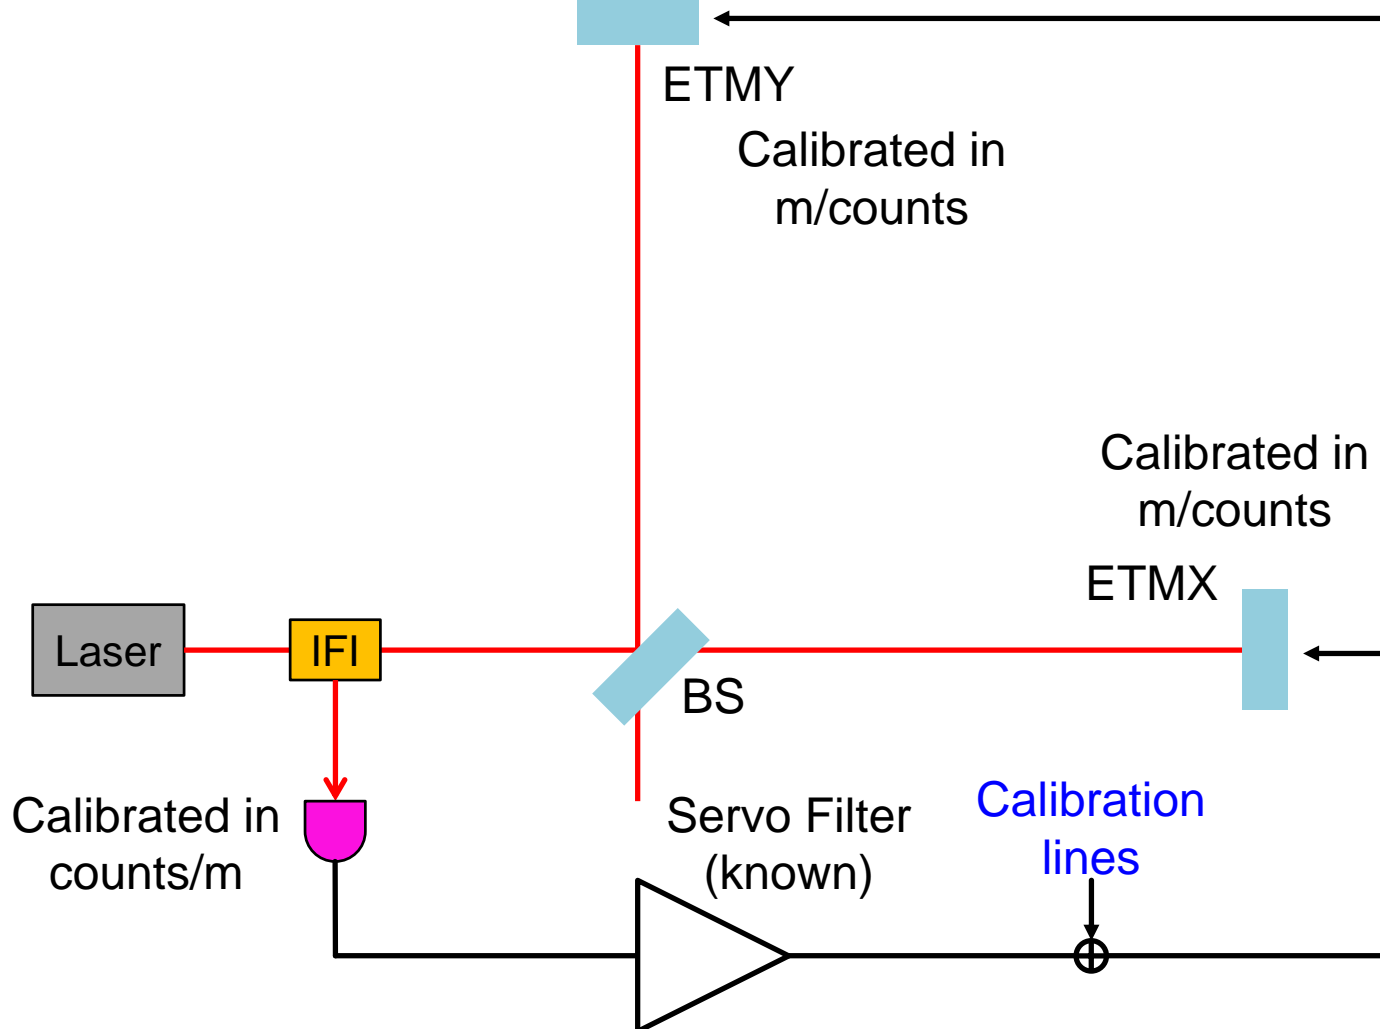 ETMY
Calibrated in
m/counts
Calibrated in
m/counts
ETMX
Laser
IFI
BS
Calibrated in
counts/m
Servo Filter
(known)
Calibration
lines